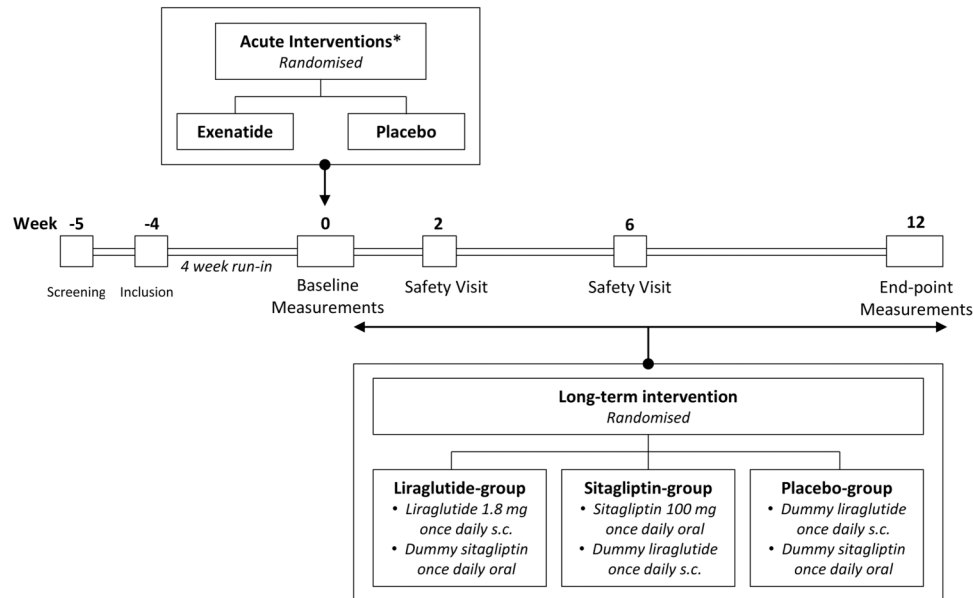 Acute Interventions*
Randomised
Exenatide
Placebo
Week -5 -4 0 2 6 12
4 week run-in
Screening Inclusion Baseline Measurements Safety Visit Safety Visit End-point Measurements
Long-term intervention
Randomised
Liraglutide-group
• Liraglutide 1.8 mg
once daily s.c.
• Dummy sitagliptin
once daily oral
Sitagliptin-group
• Sitagliptin 100 mg
once daily oral
• Dummy liraglutide
once daily s.c.
Placebo-group
• Dummy liraglutide
once daily s.c.
• Dummy sitagliptin
once daily oral